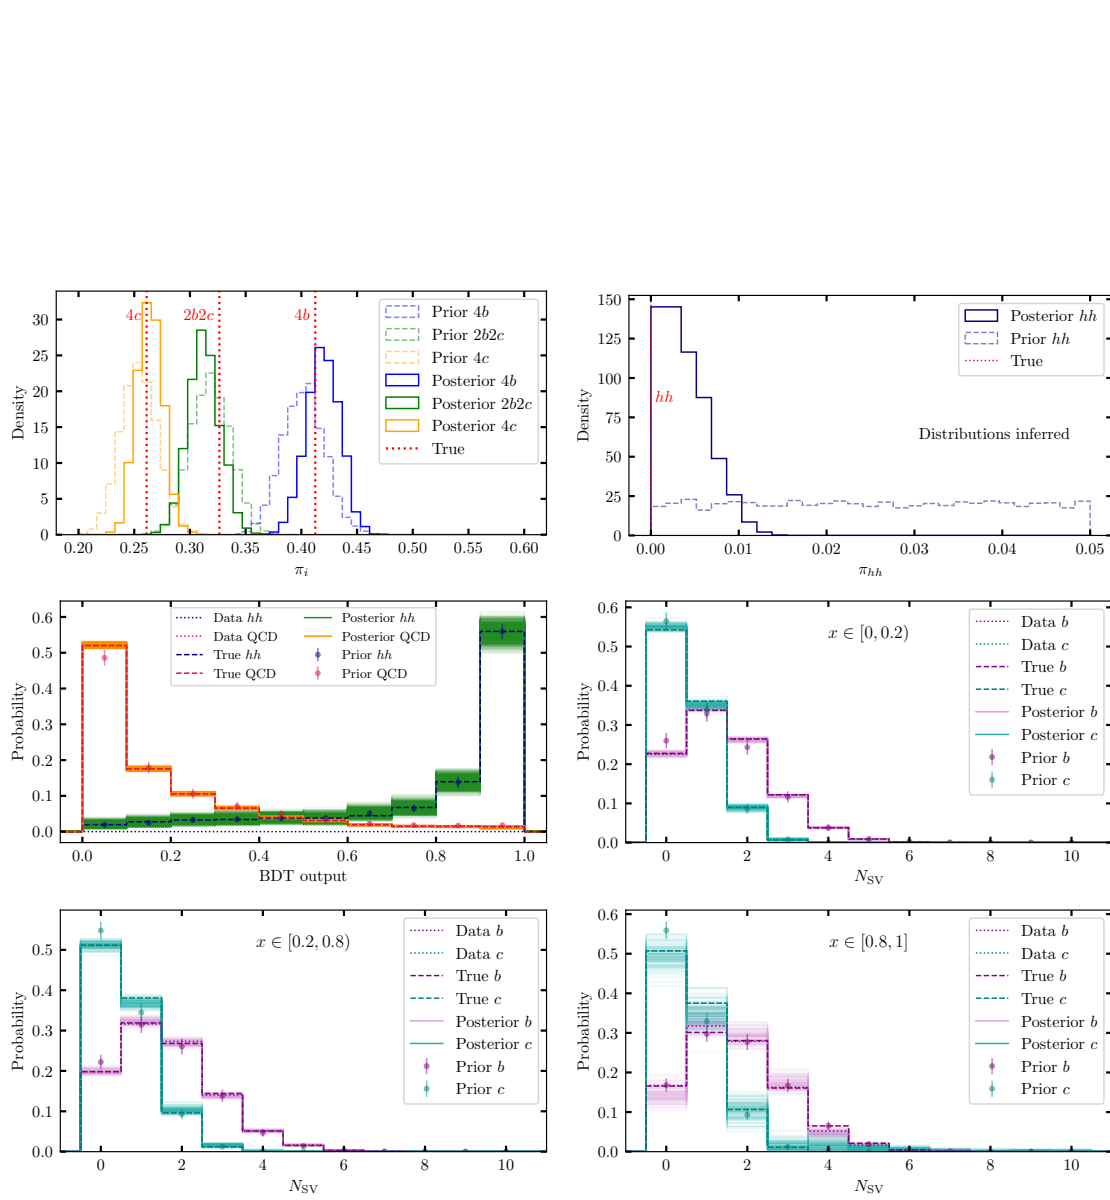 4c
2b2c
4b
Prior 4b
Prior 2b2c
Prior 4c
Posterior 4b
Posterior 2b2c
Posterior 4c
True
Density
0
5
10
15
20
25
30
0.20
0.25
0.30
0.35
0.40
0.45
0.50
0.55
0.60
π_i
Posterior hh
Prior hh
True
hh
Distributions inferred
Density
0
25
50
75
100
125
150
0.00
0.01
0.02
0.03
0.04
0.05
π_hh
Data hh
Data QCD
True hh
True QCD
Posterior hh
Posterior QCD
Prior hh
Prior QCD
Probability
0.0
0.1
0.2
0.3
0.4
0.5
0.6
0.0
0.2
0.4
0.6
0.8
1.0
BDT output
x ∈ [0, 0.2)
Data b
Data c
True b
True c
Posterior b
Posterior c
Prior b
Prior c
Probability
0.0
0.1
0.2
0.3
0.4
0.5
0.6
0
2
4
6
8
10
N_SV
x ∈ [0.2, 0.8)
Data b
Data c
True b
True c
Posterior b
Posterior c
Prior b
Prior c
Probability
0.0
0.1
0.2
0.3
0.4
0.5
0
2
4
6
8
10
N_SV
x ∈ [0.8, 1]
Data b
Data c
True b
True c
Posterior b
Posterior c
Prior b
Prior c
Probability
0.0
0.1
0.2
0.3
0.4
0.5
0.6
0
2
4
6
8
10
N_SV